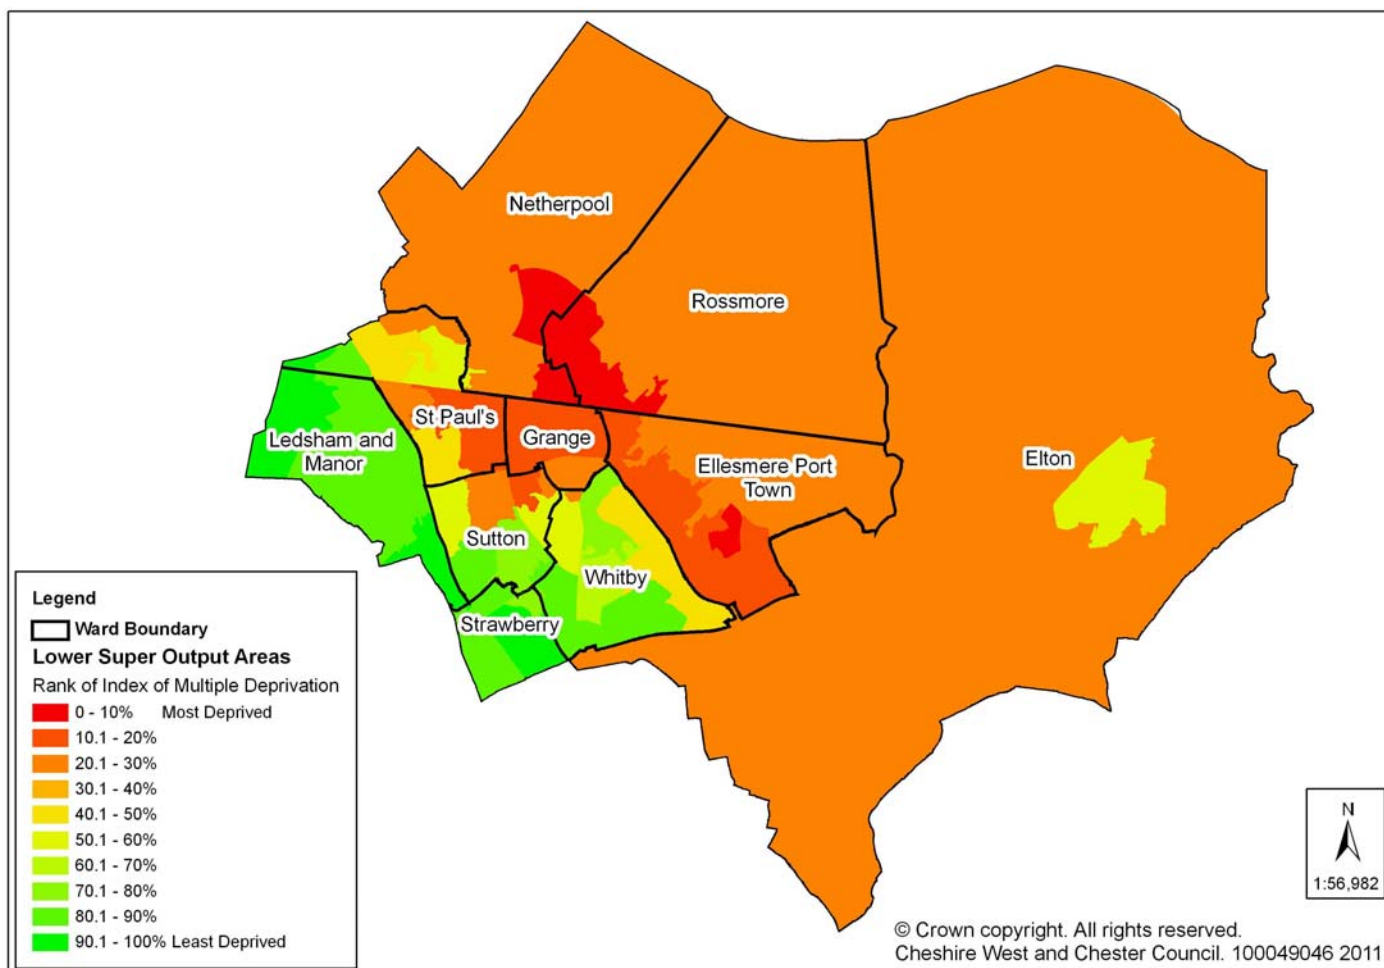 Netherpool
Rossmore
St Paul's
Grange
Ledsham and
Manor
Ellesmere Port
Town
Elton
Sutton
Whitby
Strawberry
Legend
Ward Boundary
Lower Super Output Areas
Rank of Index of Multiple Deprivation
0 - 10% Most Deprived
10.1 - 20%
20.1 - 30%
30.1 - 40%
40.1 - 50%
50.1 - 60%
60.1 - 70%
70.1 - 80%
80.1 - 90%
90.1 - 100% Least Deprived
N
1:56,982
© Crown copyright. All rights reserved.
Cheshire West and Chester Council. 100049046 2011